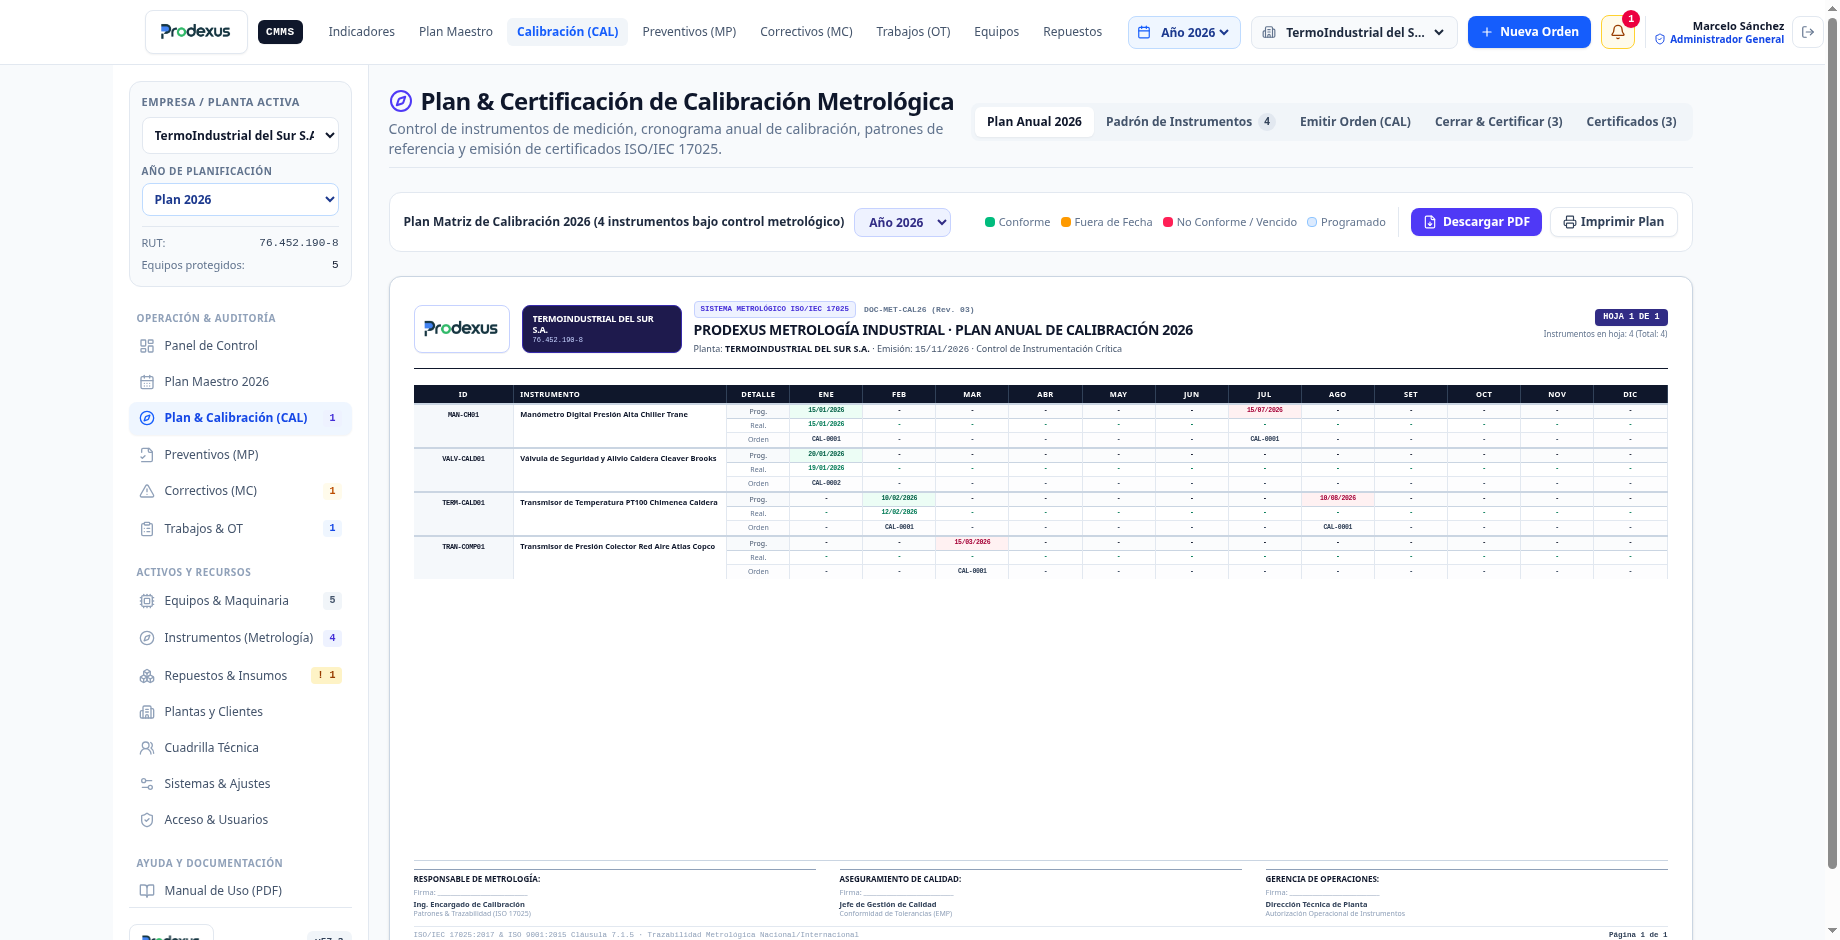 Prodexus CMMS Indicadores Plan Maestro Calibración (CAL) Preventivos (MP) Correctivos (MC) Trabajos (OT) Equipos Repuestos Año 2026 TermoIndustrial del S... Nueva Orden 1 Marcelo Sánchez
Administrador General
EMPRESA / PLANTA ACTIVA
TermoIndustrial del Sur S.A
AÑO DE PLANIFICACIÓN
Plan 2026
RUT: 76.452.190-8
Equipos protegidos: 5
OPERACIÓN & AUDITORÍA
Panel de Control
Plan Maestro 2026
Plan & Calibración (CAL) 1
Preventivos (MP)
Correctivos (MC) 1
Trabajos & OT 1
ACTIVOS Y RECURSOS
Equipos & Maquinaria 5
Instrumentos (Metrología) 4
Repuestos & Insumos ! 1
Plantas y Clientes
Cuadrilla Técnica
Sistemas & Ajustes
Acceso & Usuarios
AYUDA Y DOCUMENTACIÓN
Manual de Uso (PDF)
Plan & Certificación de Calibración Metrológica
Control de instrumentos de medición, cronograma anual de calibración, patrones de
referencia y emisión de certificados ISO/IEC 17025.
Plan Anual 2026 Padrón de Instrumentos 4 Emitir Orden (CAL) Cerrar & Certificar (3) Certificados (3)
Plan Matriz de Calibración 2026 (4 instrumentos bajo control metrológico) Año 2026 Conforme Fuera de Fecha No Conforme / Vencido Programado Descargar PDF Imprimir Plan
Prodexus
TERMOINDUSTRIAL DEL SUR
S.A.
76.452.190-8
SISTEMA METROLÓGICO ISO/IEC 17025 DOC-MET-CAL26 (Rev. 03)
PRODEXUS METROLOGÍA INDUSTRIAL · PLAN ANUAL DE CALIBRACIÓN 2026
Planta: TERMOINDUSTRIAL DEL SUR S.A. · Emisión: 15/11/2026 · Control de Instrumentación Crítica
HOJA 1 DE 1
Instrumentos en hoja: 4 (Total: 4)
ID INSTRUMENTO DETALLE ENE FEB MAR ABR MAY JUN JUL AGO SET OCT NOV DIC
MAN-CH01 Manómetro Digital Presión Alta Chiller Trane Prog. 15/01/2026 - - - - - 15/07/2026 - - - - -
Real. 15/01/2026 - - - - - - - - - - -
Orden CAL-0001 - - - - - CAL-0001 - - - - -
VALV-CALD01 Válvula de Seguridad y Alivio Caldera Cleaver Brooks Prog. 20/01/2026 - - - - - - - - - - -
Real. 19/01/2026 - - - - - - - - - - -
Orden CAL-0002 - - - - - - - - - - -
TERM-CALD01 Transmisor de Temperatura PT100 Chimenea Caldera Prog. - 10/02/2026 - - - - - 10/08/2026 - - - -
Real. - 12/02/2026 - - - - - - - - - -
Orden - CAL-0001 - - - - - CAL-0001 - - - -
TRAN-COMP01 Transmisor de Presión Colector Red Aire Atlas Copco Prog. - - 15/03/2026 - - - - - - - - -
Real. - - - - - - - - - - - -
Orden - - CAL-0001 - - - - - - - - -
RESPONSABLE DE METROLOGÍA: ASEGURAMIENTO DE CALIDAD: GERENCIA DE OPERACIONES:
Firma: Firma: Firma:
Ing. Encargado de Calibración Jefe de Gestión de Calidad Dirección Técnica de Planta
Patrones & Trazabilidad (ISO 17025) Conformidad de Tolerancias (EMP) Autorización Operacional de Instrumentos
ISO/IEC 17025:2017 & ISO 9001:2015 Cláusula 7.1.5 · Trazabilidad Metrológica Nacional/Internacional Página 1 de 1